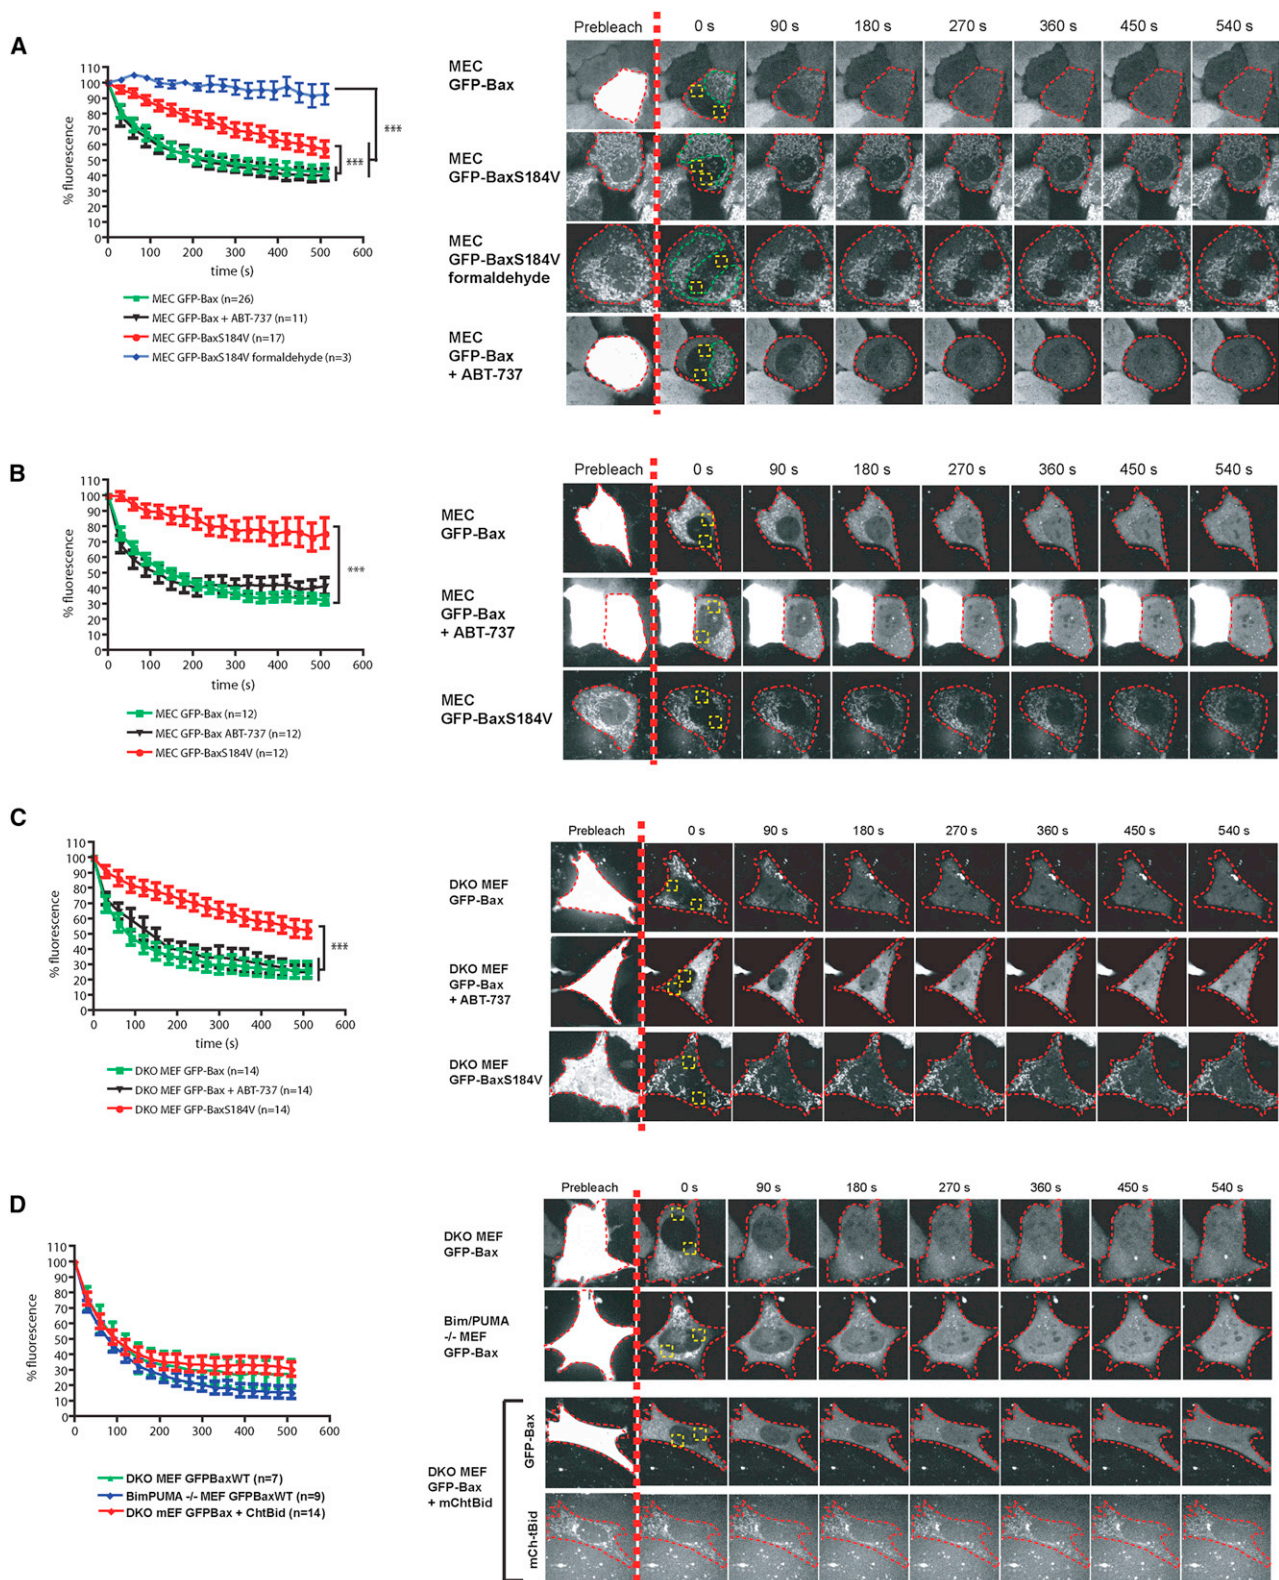 A
Prebleach 0 s 90 s 180 s 270 s 360 s 450 s 540 s
110
100
90
80
70
60
50
40
30
20
10
0
% fluorescence
0 100 200 300 400 500 600
time (s)
***
***
MEC GFP-Bax (n=26)
MEC GFP-Bax + ABT-737 (n=11)
MEC GFP-BaxS184V (n=17)
MEC GFP-BaxS184V formaldehyde (n=3)
MEC
GFP-Bax
MEC
GFP-BaxS184V
MEC
GFP-BaxS184V
formaldehyde
MEC
GFP-Bax
+ ABT-737
B
Prebleach 0 s 90 s 180 s 270 s 360 s 450 s 540 s
110
100
90
80
70
60
50
40
30
20
10
0
% fluorescence
0 100 200 300 400 500 600
time (s)
***
MEC GFP-Bax (n=12)
MEC GFP-Bax ABT-737 (n=12)
MEC GFP-BaxS184V (n=12)
MEC
GFP-Bax
MEC
GFP-Bax
+ ABT-737
MEC
GFP-BaxS184V
C
Prebleach 0 s 90 s 180 s 270 s 360 s 450 s 540 s
110
100
90
80
70
60
50
40
30
20
10
0
% fluorescence
0 100 200 300 400 500 600
time (s)
***
DKO MEF GFP-Bax (n=14)
DKO MEF GFP-Bax + ABT-737 (n=14)
DKO MEF GFP-BaxS184V (n=14)
DKO MEF
GFP-Bax
DKO MEF
GFP-Bax
+ ABT-737
DKO MEF
GFP-BaxS184V
D
Prebleach 0 s 90 s 180 s 270 s 360 s 450 s 540 s
110
100
90
80
70
60
50
40
30
20
10
0
% fluorescence
0 100 200 300 400 500 600
time (s)
DKO MEF GFPBaxWT (n=7)
BimPUMA -/- MEF GFPBaxWT (n=9)
DKO mEF GFPBax + ChtBid (n=14)
DKO MEF
GFP-Bax
Bim/PUMA
-/- MEF
GFP-Bax
DKO MEF
GFP-Bax
+ mChtBid
GFP-Bax
mCh-tBid